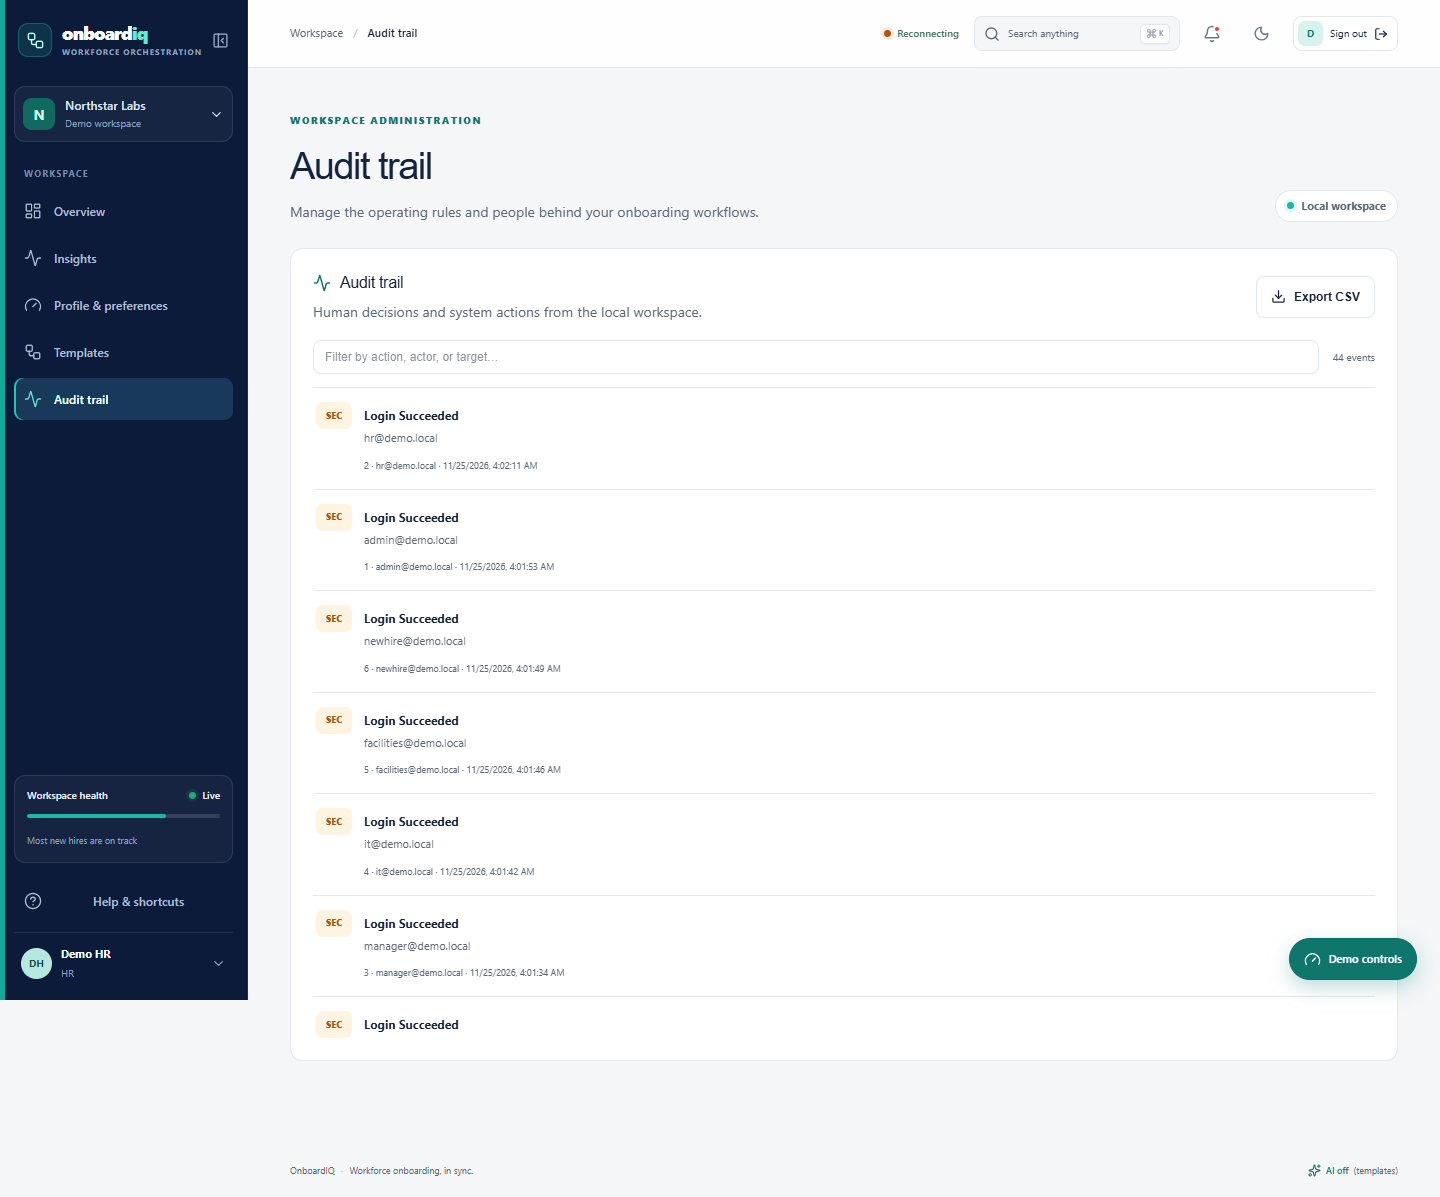 onboardiq
WORKFORCE ORCHESTRATION
N
Northstar Labs
Demo workspace
WORKSPACE
Overview
Insights
Profile & preferences
Templates
Audit trail
Workspace health
Live
Most new hires are on track
Help & shortcuts
DH
Demo HR
HR
Workspace / Audit trail
Reconnecting
Search anything
⌘ K
D
Sign out
WORKSPACE ADMINISTRATION
Audit trail
Manage the operating rules and people behind your onboarding workflows.
Local workspace
Audit trail
Human decisions and system actions from the local workspace.
Export CSV
Filter by action, actor, or target...
44 events
SEC
Login Succeeded
hr@demo.local
2 · hr@demo.local · 11/25/2026, 4:02:11 AM
SEC
Login Succeeded
admin@demo.local
1 · admin@demo.local · 11/25/2026, 4:01:53 AM
SEC
Login Succeeded
newhire@demo.local
6 · newhire@demo.local · 11/25/2026, 4:01:49 AM
SEC
Login Succeeded
facilities@demo.local
5 · facilities@demo.local · 11/25/2026, 4:01:46 AM
SEC
Login Succeeded
it@demo.local
4 · it@demo.local · 11/25/2026, 4:01:42 AM
SEC
Login Succeeded
manager@demo.local
3 · manager@demo.local · 11/25/2026, 4:01:34 AM
SEC
Login Succeeded
Demo controls
OnboardIQ · Workforce onboarding, in sync.
AI off (templates)